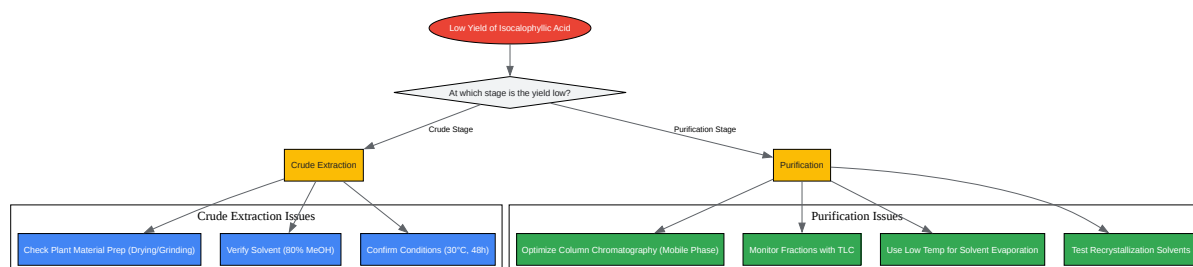 Low Yield of Isocalophyllic Acid
At which stage is the yield low?
Crude Stage
Purification Stage
Crude Extraction
Purification
Crude Extraction Issues
Purification Issues
Check Plant Material Prep (Drying/Grinding)
Verify Solvent (80% MeOH)
Confirm Conditions (30°C, 48h)
Optimize Column Chromatography (Mobile Phase)
Monitor Fractions with TLC
Use Low Temp for Solvent Evaporation
Test Recrystallization Solvents